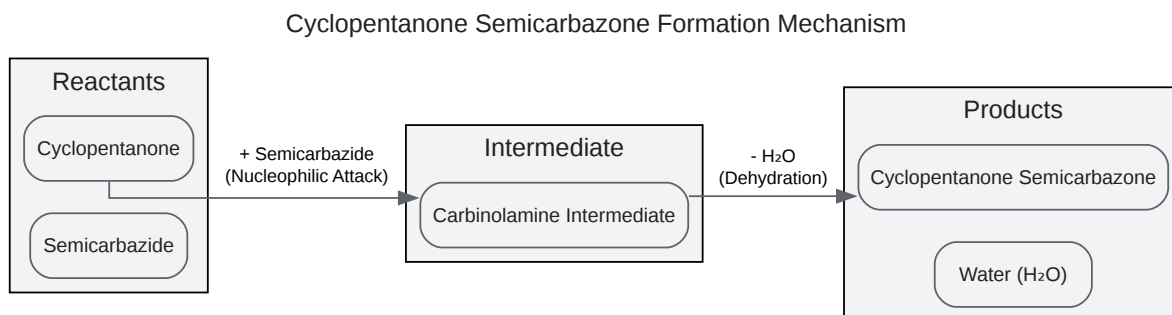 Cyclopentanone Semicarbazone Formation Mechanism
Reactants
Cyclopentanone
Semicarbazide
+ Semicarbazide
(Nucleophilic Attack)
Intermediate
Carbinolamine Intermediate
- H₂O
(Dehydration)
Products
Cyclopentanone Semicarbazone
Water (H₂O)